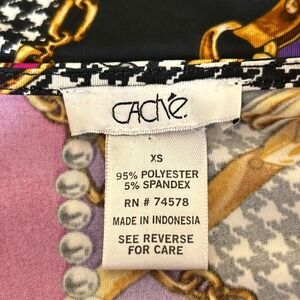 caché.
XS
95% POLYESTER
5% SPANDEX
RN # 74578
MADE IN INDONESIA
SEE REVERSE
FOR CARE